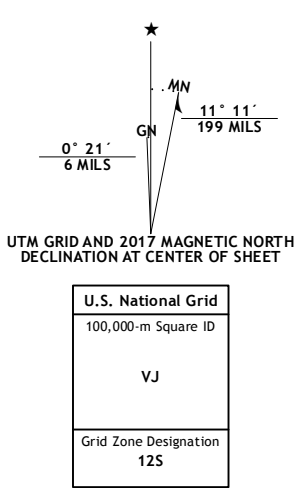 ★
MN
GN
11° 11´
199 MILS
0° 21´
6 MILS
UTM GRID AND 2017 MAGNETIC NORTH
DECLINATION AT CENTER OF SHEET
U.S. National Grid
100,000-m Square ID
VJ
Grid Zone Designation
12S